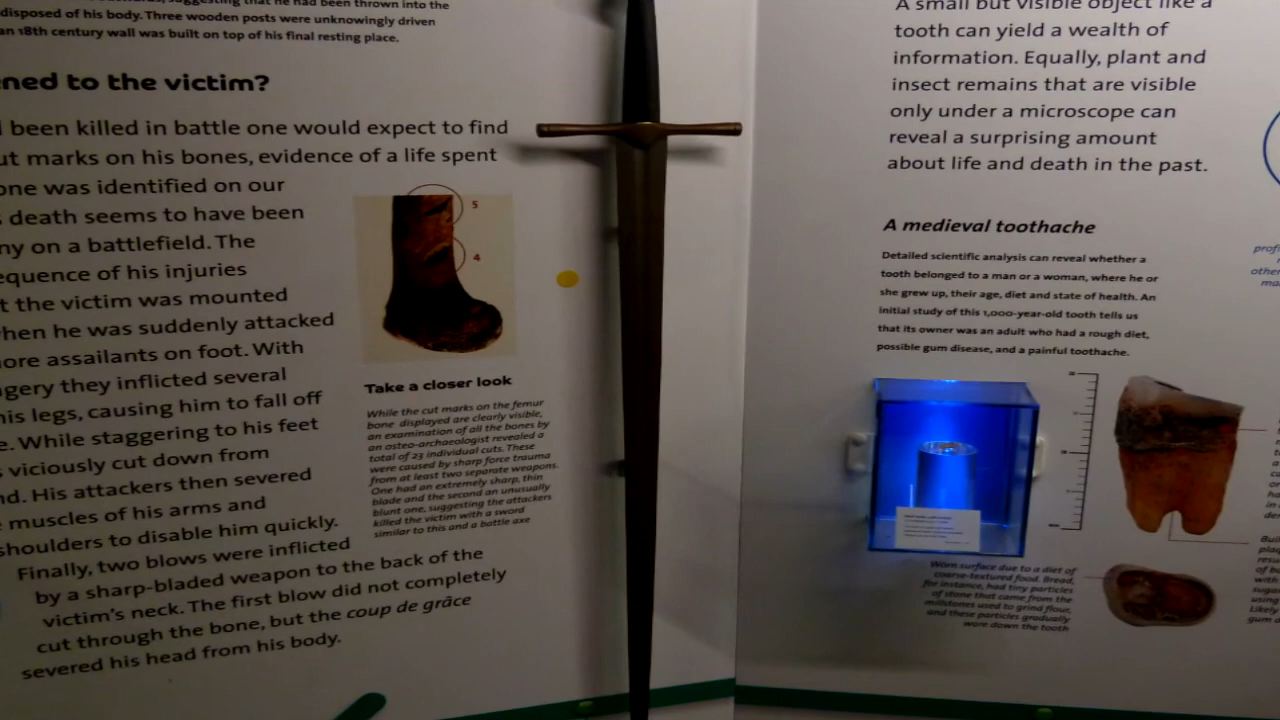 that he had been thrown into the
disposed of his body. Three wooden posts were unknowingly driven
an 18th century wall was built on top of his final resting place.
to the victim?
been killed in battle one would expect to find
marks on his bones, evidence of a life spent
one was identified on our
death seems to have been
on a battlefield. The
of his injuries
the victim was mounted
when he was suddenly attacked
assailants on foot. With
they inflicted several
his legs, causing him to fall off
While staggering to his feet
viciously cut down from
His attackers then severed
muscles of his arms and
shoulders to disable him quickly.
Finally, two blows were inflicted
by a sharp-bladed weapon to the back of the
victim's neck. The first blow did not completely
cut through the bone, but the coup de grâce
severed his head from his body.
5
4
Take a closer look
While the cut marks on the femur
bone displayed are clearly visible,
an examination of all the bones by
an osteo-archaeologist revealed a
total of 23 individual cuts. These
were caused by sharp force trauma
from at least two separate weapons.
One had an extremely sharp, thin
blade and the second an unusually
blunt one, suggesting the attackers
killed the victim with a sword
similar to this and a battle axe
A small but visible object like a
tooth can yield a wealth of
information. Equally, plant and
insect remains that are visible
only under a microscope can
reveal a surprising amount
about life and death in the past.
A medieval toothache
Detailed scientific analysis can reveal whether a
tooth belonged to a man or a woman, where he or
she grew up, their age, diet and state of health. An
initial study of this 1,000-year-old tooth tells us
that its owner was an adult who had a rough diet,
possible gum disease, and a painful toothache.
Worn surface due to a diet of
coarse-textured food. Bread,
for instance, had tiny particles
of stone that came from the
millstones used to grind flour,
and these particles gradually
wore down the tooth